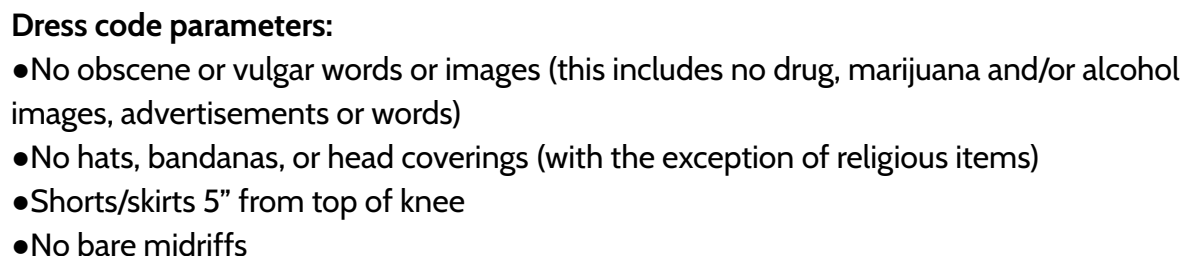 Dress code parameters:
●No obscene or vulgar words or images (this includes no drug, marijuana and/or alcohol
images, advertisements or words)
●No hats, bandanas, or head coverings (with the exception of religious items)
●Shorts/skirts 5” from top of knee
●No bare midriffs